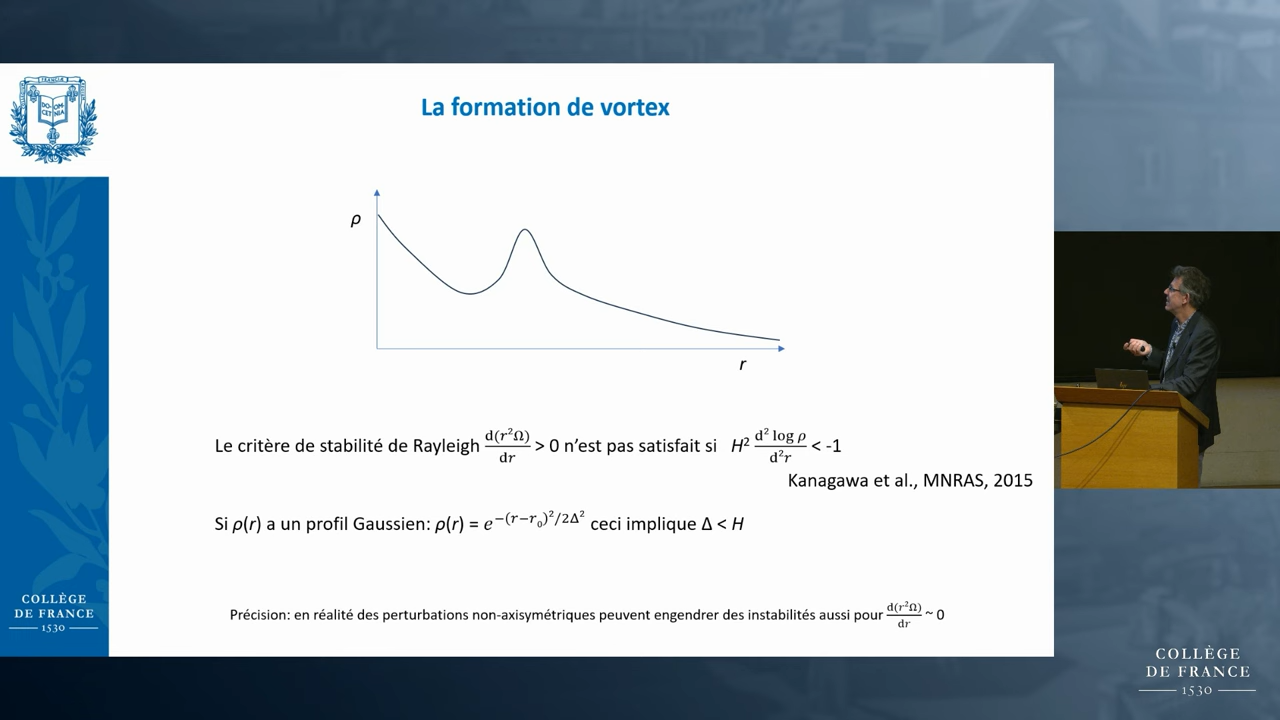 La formation de vortex
ρ
r
Le critère de stabilité de Rayleigh d(r²Ω)/dr > 0 n'est pas satisfait si H² d² log ρ/d²r < -1
Kanagawa et al., MNRAS, 2015
Si ρ(r) a un profil Gaussien: ρ(r) = e^−(r−r₀)²/2Δ² ceci implique Δ < H
Précision: en réalité des perturbations non-axisymétriques peuvent engendrer des instabilités aussi pour d(r²Ω)/dr ~ 0
COLLÈGE
DE FRANCE
1530
COLLÈGE
DE FRANCE
1530